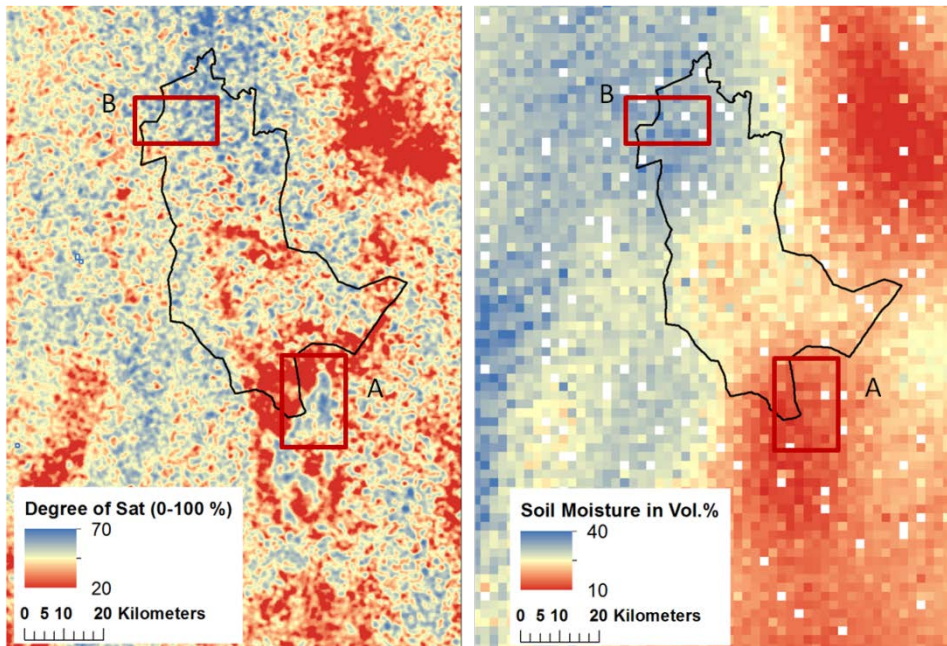 B
A
Degree of Sat (0-100 %)
70
20
0 5 10 20 Kilometers
B
A
Soil Moisture in Vol.%
40
10
0 5 10 20 Kilometers